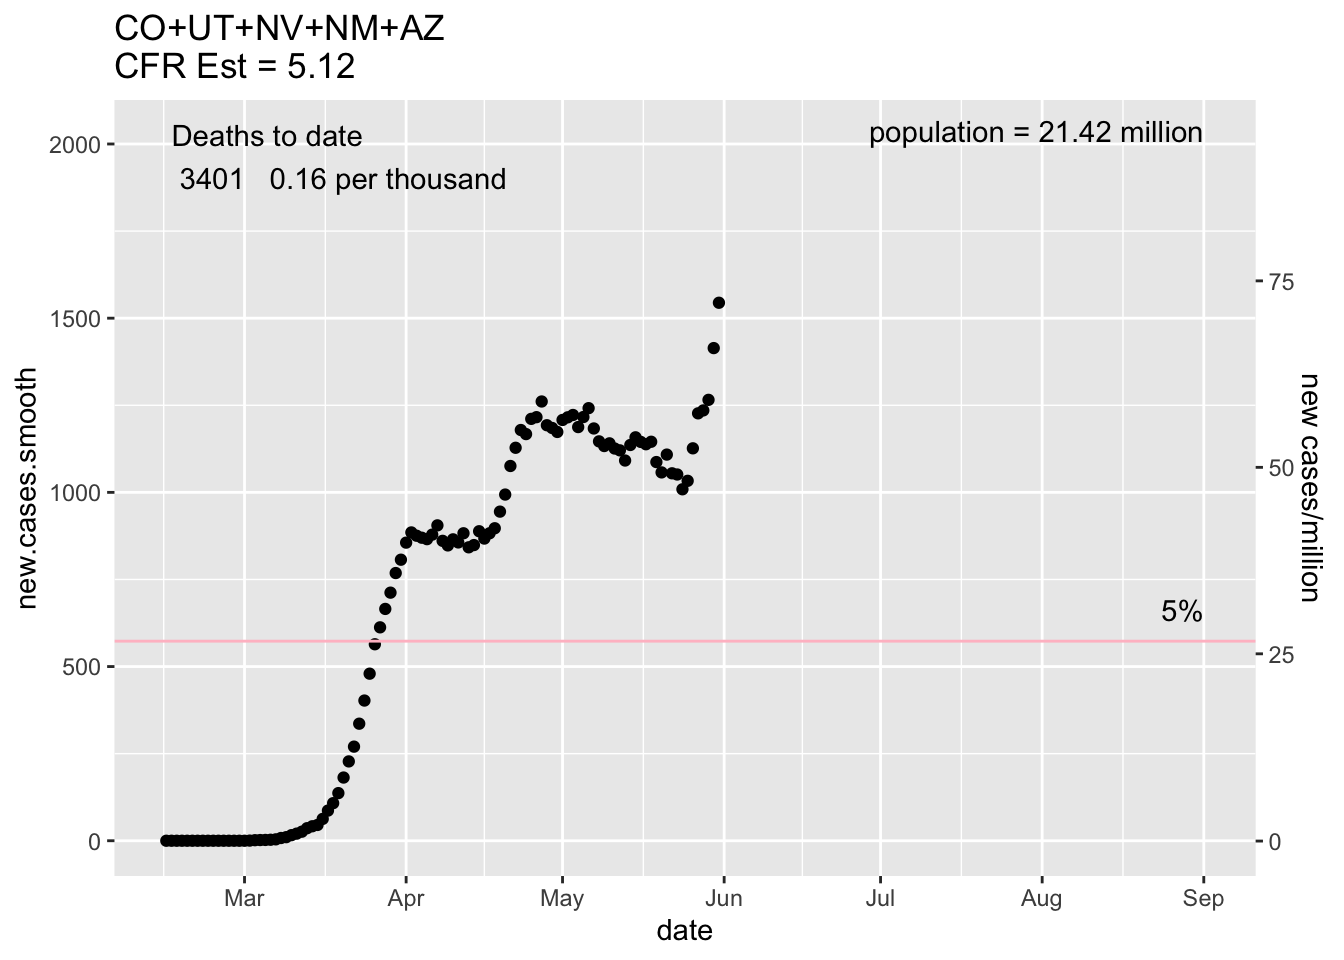 CO+UT+NV+NM+AZ
CFR Est = 5.12
Deaths to date
3401 0.16 per thousand
population = 21.42 million
2000
1500
1000
500
0
new.cases.smooth
75
50
25
0
new cases/million
5%
Mar Apr May Jun Jul Aug Sep
date